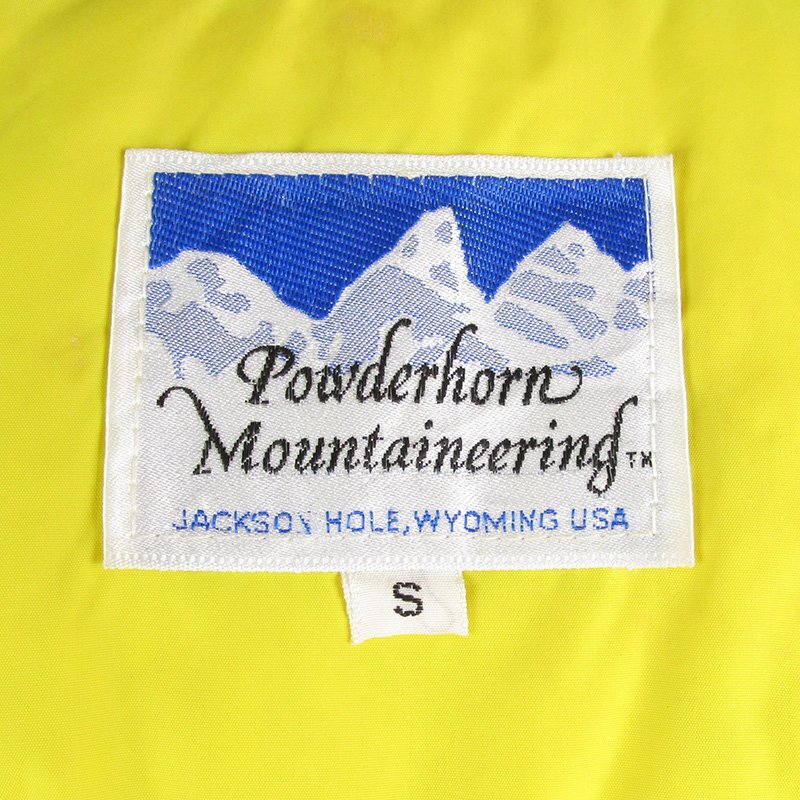 Powderhorn
Mountaineering™
JACKSON HOLE, WYOMING USA
S